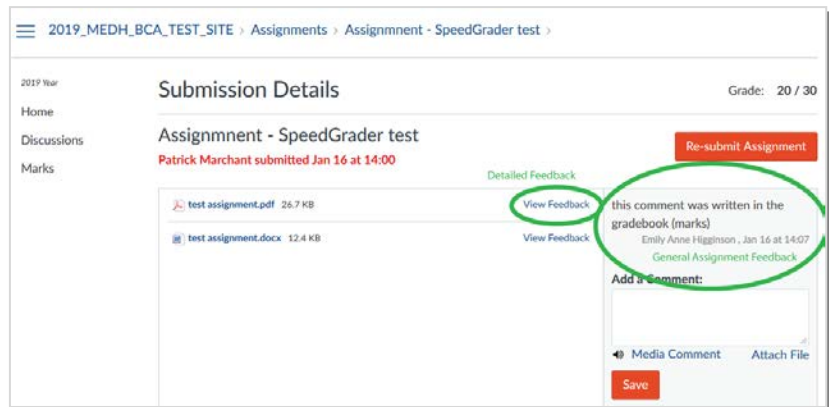 2019_MEDH_BCA_TEST_SITE > Assignments > Assignmnent - SpeedGrader test >
2019 Year
Home
Discussions
Marks
Submission Details
Grade: 20 / 30
Assignmnent - SpeedGrader test
Re-submit Assignment
Patrick Marchant submitted Jan 16 at 14:00
Detailed Feedback
test assignment.pdf 26.7 KB
View Feedback
test assignment.docx 12.4 KB
View Feedback
this comment was written in the
gradebook (marks)
Emily Anne Higginson , Jan 16 at 14:07
General Assignment Feedback
Add a Comment:
Media Comment
Attach File
Save